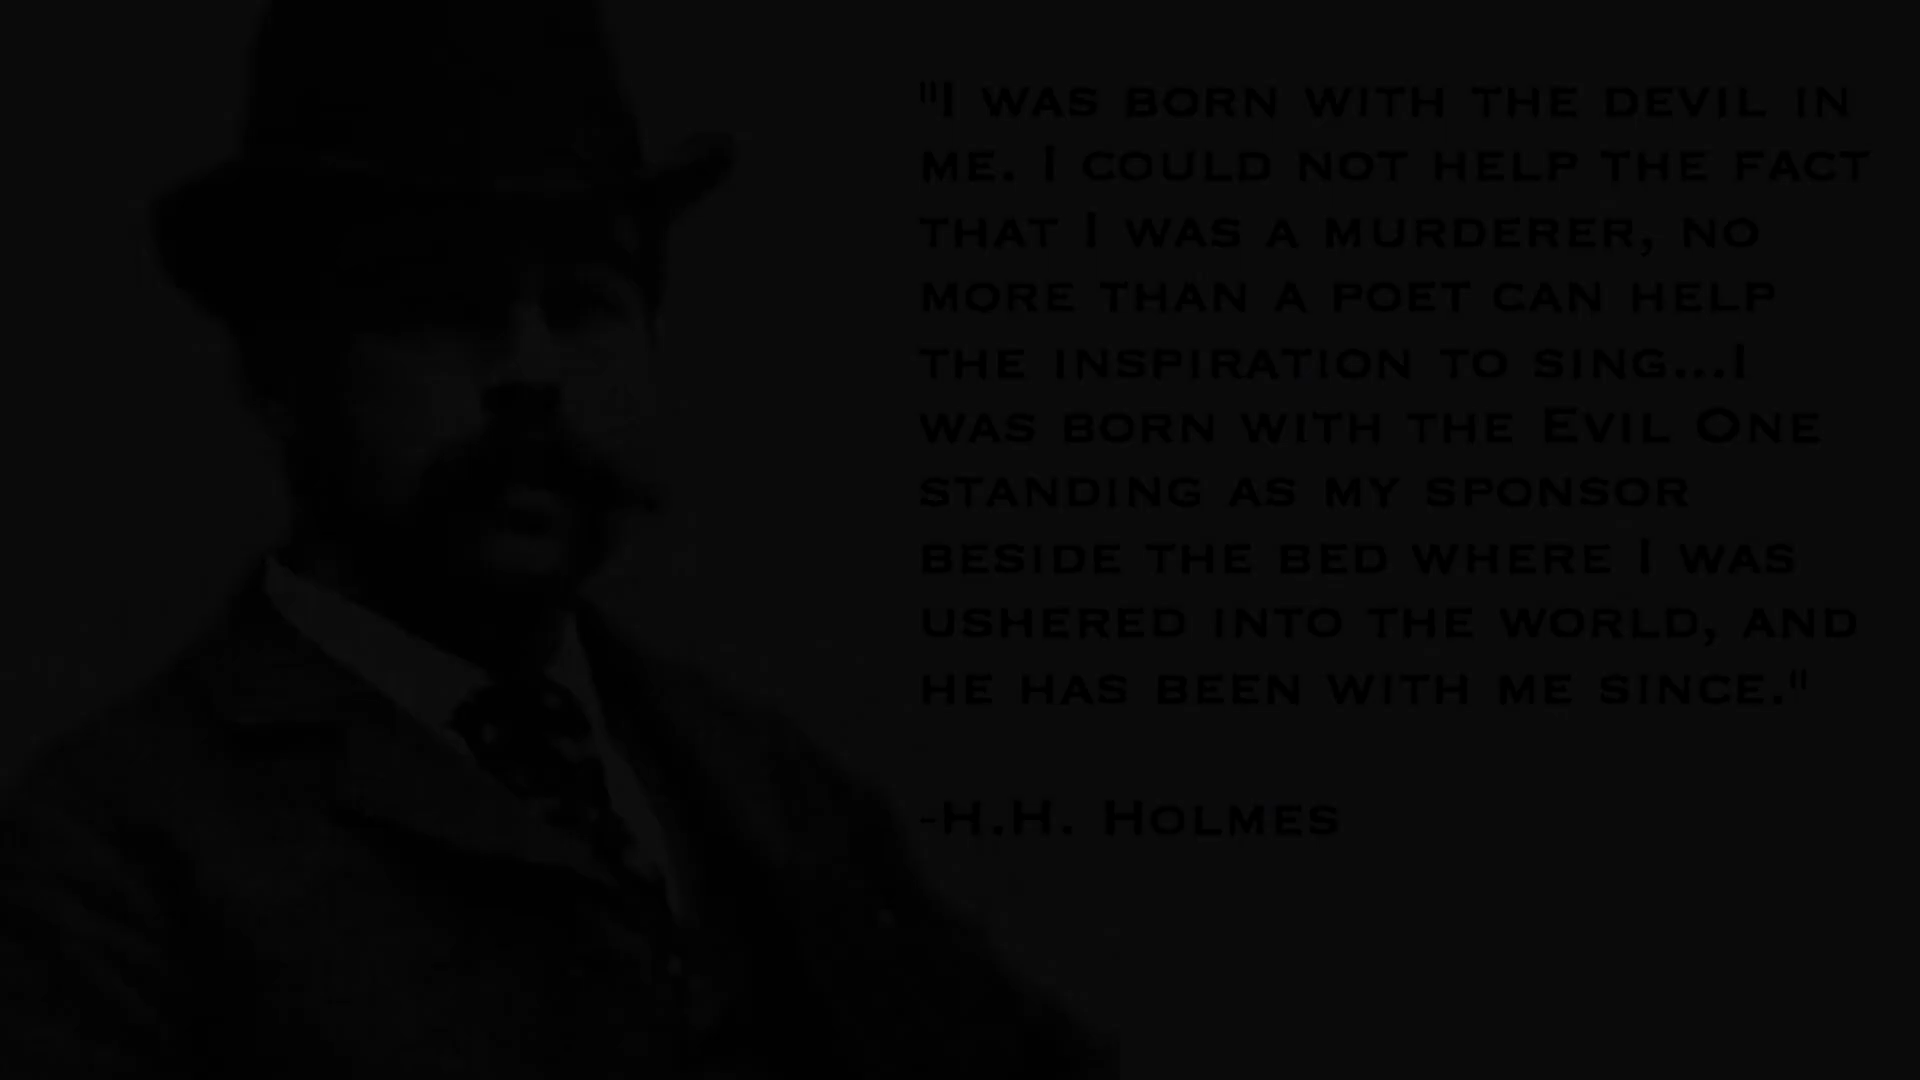 "I was born with the devil in
me. I could not help the fact
that I was a murderer, no
more than a poet can help
the inspiration to sing...I
was born with the Evil One
standing as my sponsor
beside the bed where I was
ushered into the world, and
he has been with me since."
-H.H. Holmes